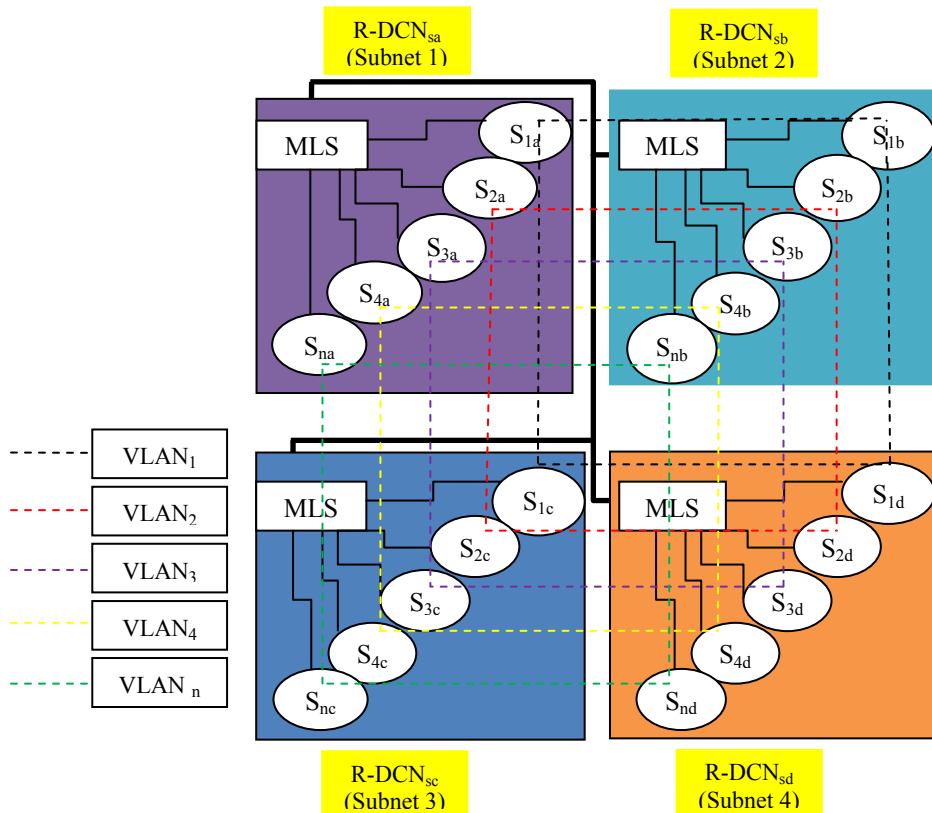 R-DCNsa
(Subnet 1)
R-DCNsb
(Subnet 2)
MLS
S1a
S2a
S3a
S4a
Sna
MLS
S1b
S2b
S3b
S4b
Snb
VLAN1
VLAN2
VLAN3
VLAN4
VLAN n
MLS
S1c
S2c
S3c
S4c
Snc
MLS
S1d
S2d
S3d
S4d
Snd
R-DCNsc
(Subnet 3)
R-DCNsd
(Subnet 4)